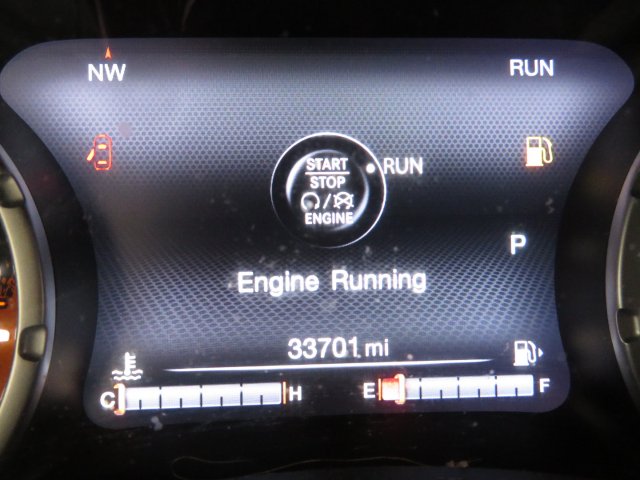 NW
RUN
START
STOP
ENGINE
RUN
P
Engine Running
33701 mi
C H
E F